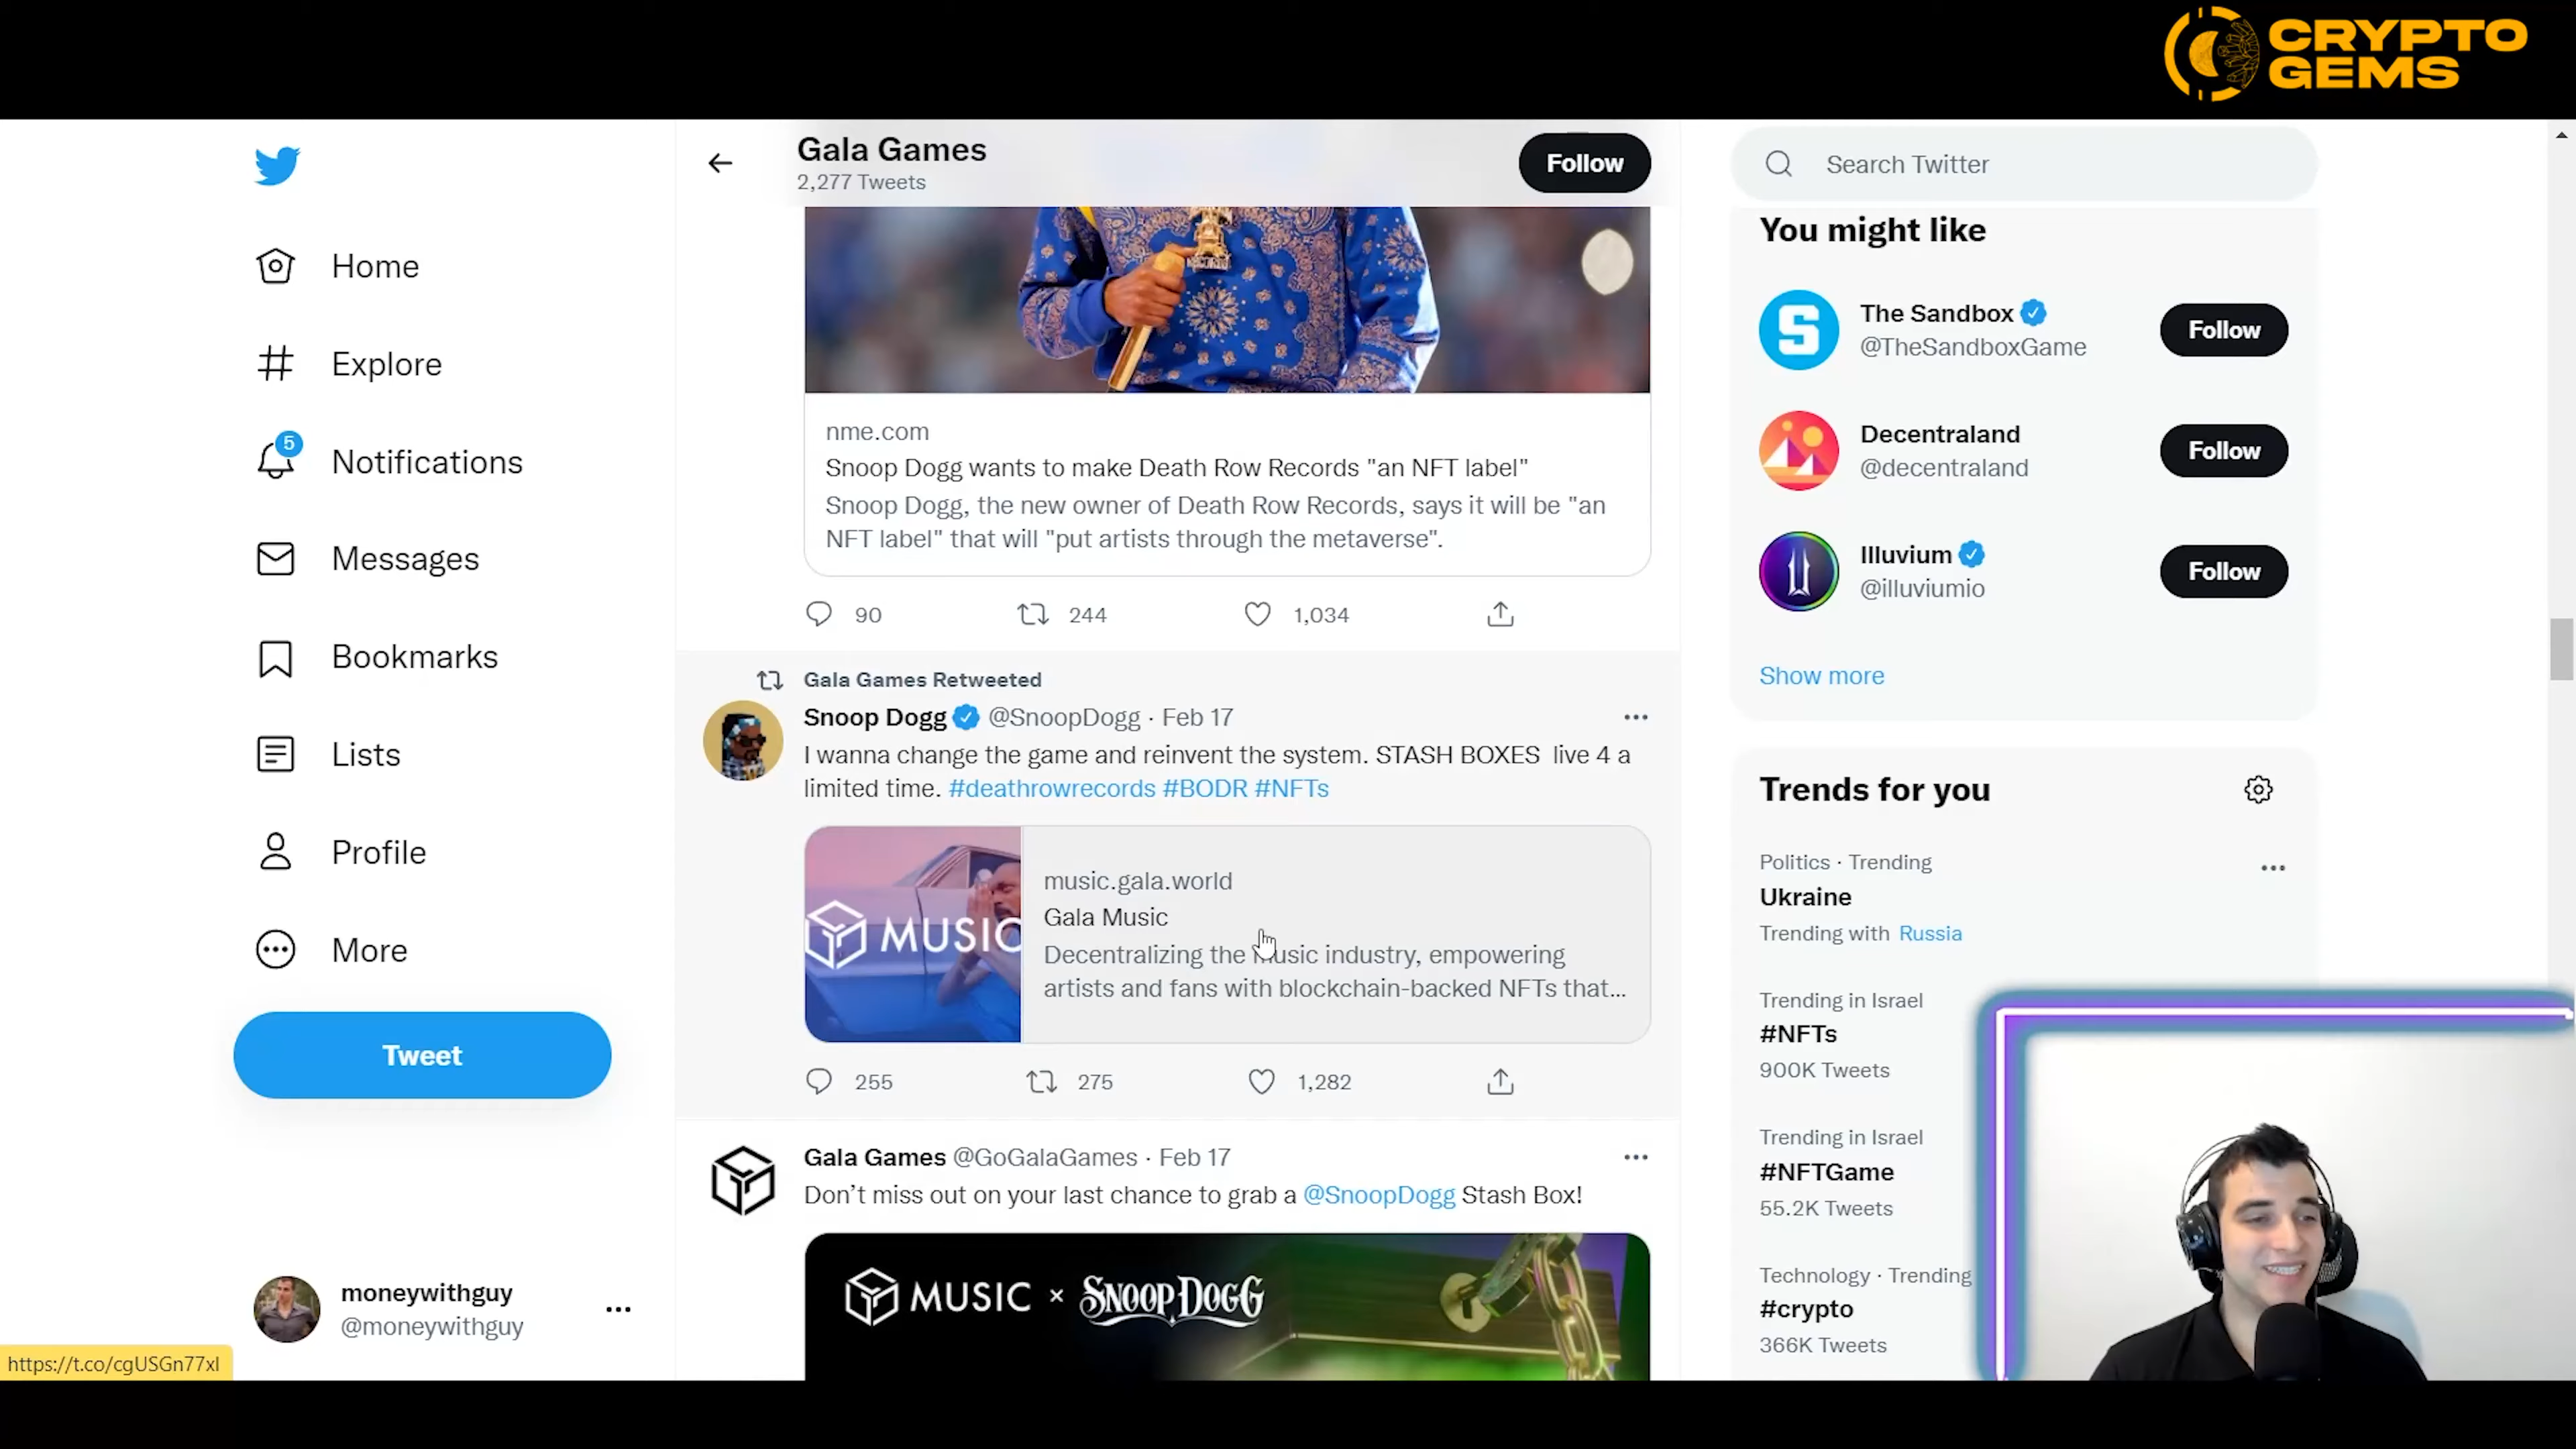 CRYPTO
GEMS
Gala Games
2,277 Tweets
Follow
Search Twitter
Home
Explore
5
Notifications
Messages
Bookmarks
Lists
Profile
More
Tweet
moneywithguy
@moneywithguy
https://t.co/cgUSGn77xl
nme.com
Snoop Dogg wants to make Death Row Records "an NFT label"
Snoop Dogg, the new owner of Death Row Records, says it will be "an
NFT label" that will "put artists through the metaverse".
90 244 1,034
Gala Games Retweeted
Snoop Dogg @SnoopDogg · Feb 17
I wanna change the game and reinvent the system. STASH BOXES live 4 a
limited time. #deathrowrecords #BODR #NFTs
MUSIC
music.gala.world
Gala Music
Decentralizing the music industry, empowering
artists and fans with blockchain-backed NFTs that...
255 275 1,282
Gala Games @GoGalaGames · Feb 17
Don’t miss out on your last chance to grab a @SnoopDogg Stash Box!
MUSIC × SNOOP DOGG
You might like
The Sandbox
@TheSandboxGame
Follow
Decentraland
@decentraland
Follow
Illuvium
@illuviumio
Follow
Show more
Trends for you
Politics · Trending
Ukraine
Trending with Russia
Trending in Israel
#NFTs
900K Tweets
Trending in Israel
#NFTGame
55.2K Tweets
Technology · Trending
#crypto
366K Tweets